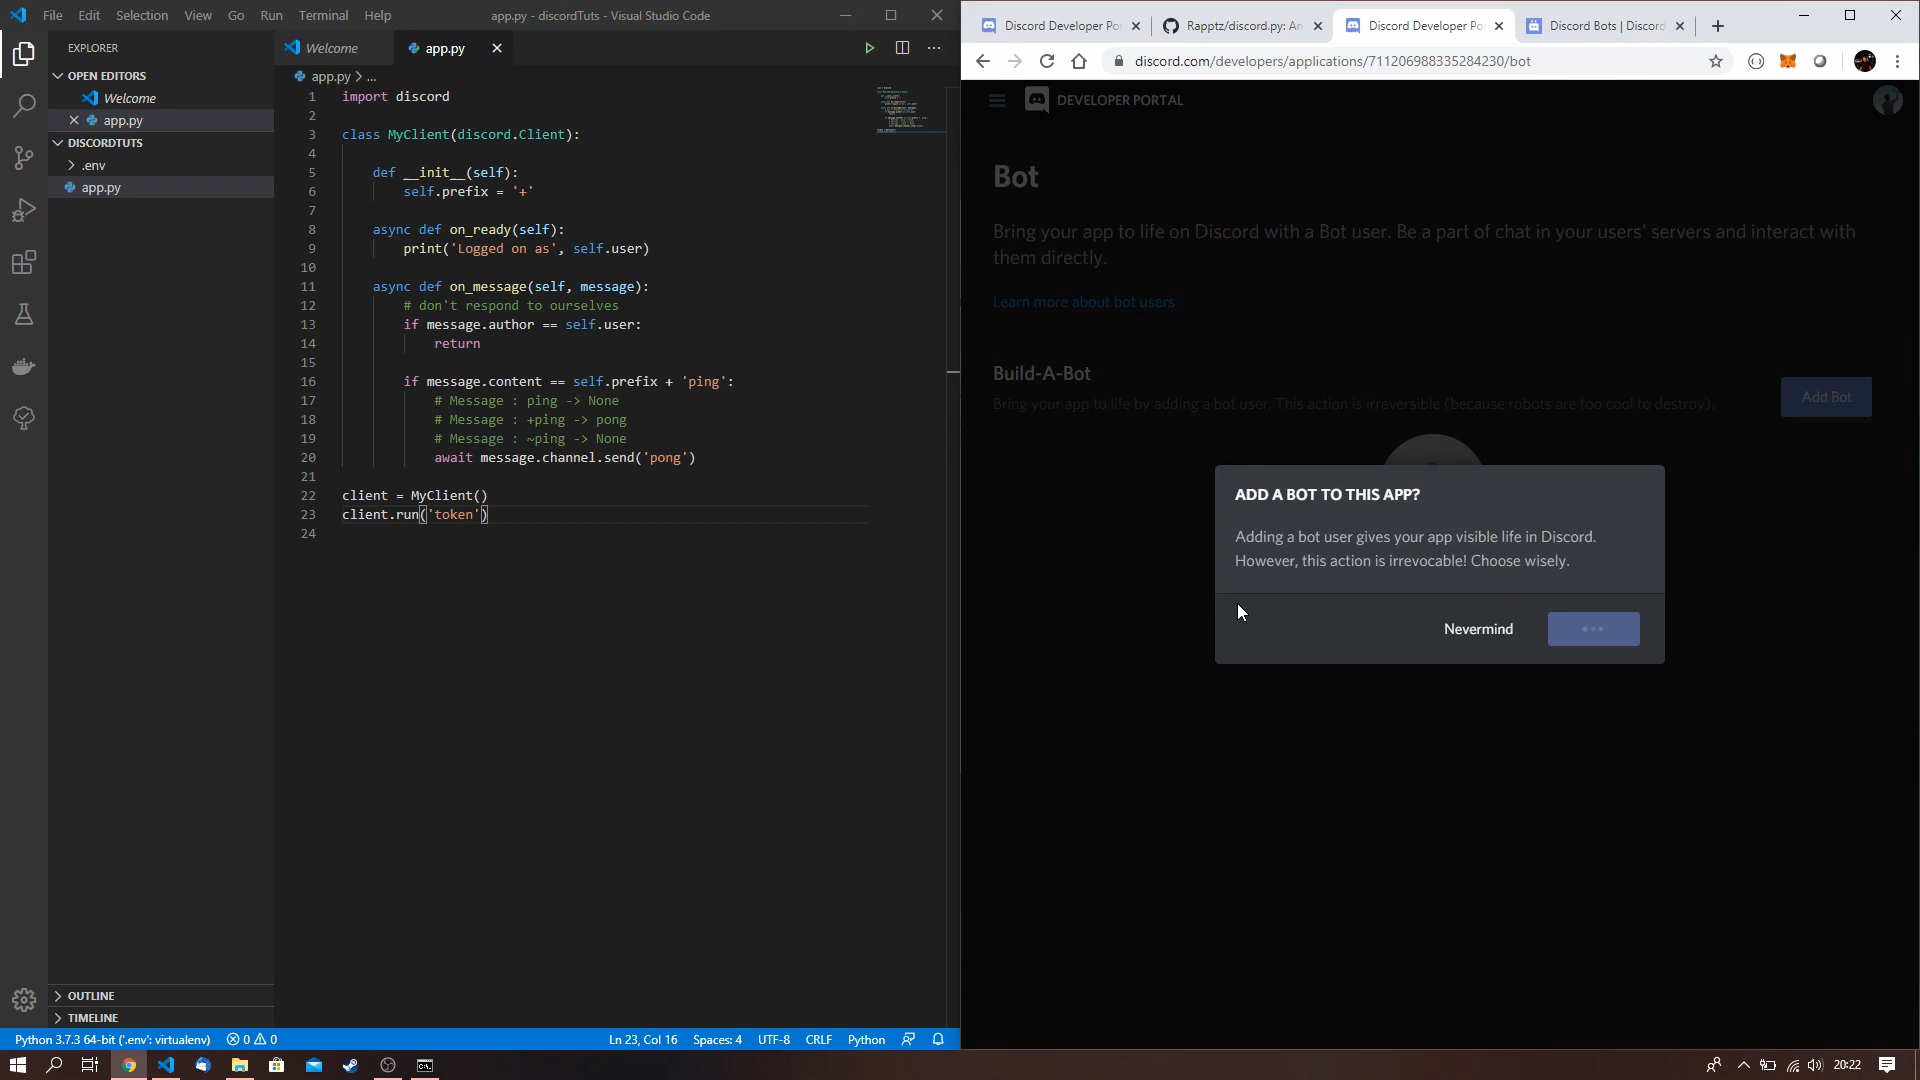 File Edit Selection View Go Run Terminal Help
app.py - discordTuts - Visual Studio Code
EXPLORER
OPEN EDITORS
Welcome
app.py
DISCORDTUTS
.env
app.py
OUTLINE
TIMELINE
Welcome
app.py
app.py > ...
1 import discord
2
3 class MyClient(discord.Client):
4
5 def __init__(self):
6 self.prefix = '+'
7
8 async def on_ready(self):
9 print('Logged on as', self.user)
10
11 async def on_message(self, message):
12 # don't respond to ourselves
13 if message.author == self.user:
14 return
15
16 if message.content == self.prefix + 'ping':
17 # Message : ping -> None
18 # Message : +ping -> pong
19 # Message : ~ping -> None
20 await message.channel.send('pong')
21
22 client = MyClient()
23 client.run('token')
24
Python 3.7.3 64-bit ('.env': virtualenv) 0 0
Ln 23, Col 16 Spaces: 4 UTF-8 CRLF Python
Discord Developer Po
Rapptz/discord.py: An
Discord Developer Po
Discord Bots | Discord
discord.com/developers/applications/711206988335284230/bot
DEVELOPER PORTAL
Bot
Bring your app to life on Discord with a Bot user. Be a part of chat in your users' servers and interact with
them directly.
Learn more about bot users
Build-A-Bot
Bring your app to life by adding a bot user. This action is irreversible (because robots are too cool to destroy).
Add Bot
ADD A BOT TO THIS APP?
Adding a bot user gives your app visible life in Discord.
However, this action is irrevocable! Choose wisely.
Nevermind
20:22